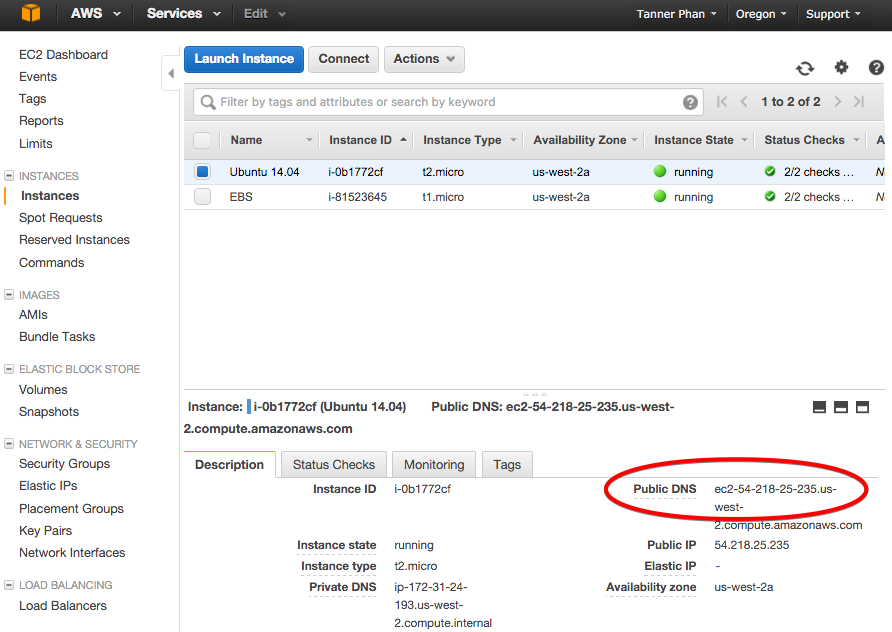 AWS Services Edit Tanner Phan Oregon Support
EC2 Dashboard
Events
Tags
Reports
Limits
INSTANCES
Instances
Spot Requests
Reserved Instances
Commands
IMAGES
AMIs
Bundle Tasks
ELASTIC BLOCK STORE
Volumes
Snapshots
NETWORK & SECURITY
Security Groups
Elastic IPs
Placement Groups
Key Pairs
Network Interfaces
LOAD BALANCING
Load Balancers
Launch Instance Connect Actions
Filter by tags and attributes or search by keyword ? 1 to 2 of 2 ?
Name Instance ID Instance Type Availability Zone Instance State Status Checks A
Ubuntu 14.04 i-0b1772cf t2.micro us-west-2a running 2/2 checks ... N
EBS i-81523645 t1.micro us-west-2a running 2/2 checks ... N
Instance: i-0b1772cf (Ubuntu 14.04) Public DNS: ec2-54-218-25-235.us-west-
2.compute.amazonaws.com
Description Status Checks Monitoring Tags
Instance ID i-0b1772cf Public DNS ec2-54-218-25-235.us-
west-
2.compute.amazonaws.com
Instance state running Public IP 54.218.25.235
Instance type t2.micro Elastic IP -
Private DNS ip-172-31-24- Availability zone us-west-2a
193.us-west-
2.compute.internal